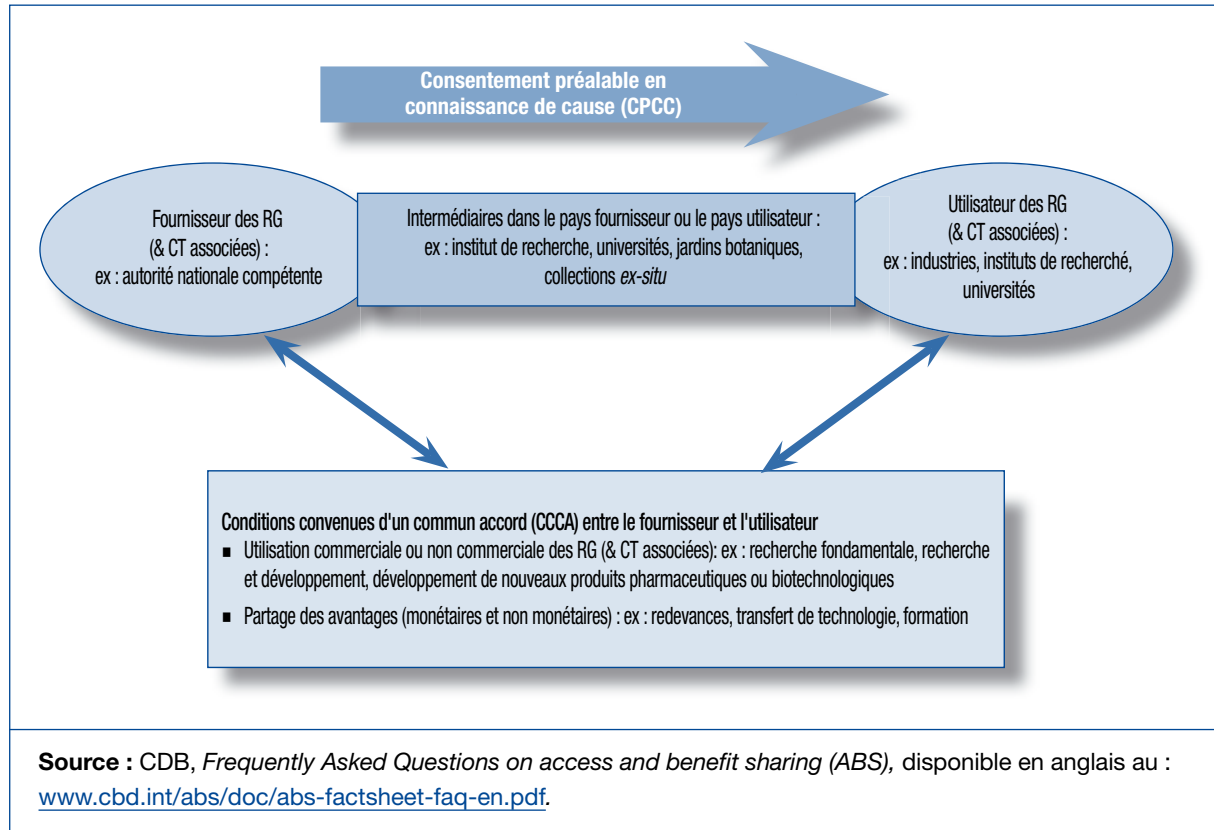 Consentement préalable en
connaissance de cause (CPCC)
Fournisseur des RG
(& CT associées) :
ex : autorité nationale compétente
Intermédiaires dans le pays fournisseur ou le pays utilisateur :
ex : institut de recherche, universités, jardins botaniques,
collections ex-situ
Utilisateur des RG
(& CT associées) :
ex : industries, instituts de recherché,
universités
Conditions convenues d'un commun accord (CCCA) entre le fournisseur et l'utilisateur
▪ Utilisation commerciale ou non commerciale des RG (& CT associées): ex : recherche fondamentale, recherche
et développement, développement de nouveaux produits pharmaceutiques ou biotechnologiques
▪ Partage des avantages (monétaires et non monétaires) : ex : redevances, transfert de technologie, formation
Source : CDB, Frequently Asked Questions on access and benefit sharing (ABS), disponible en anglais au :
www.cbd.int/abs/doc/abs-factsheet-faq-en.pdf.